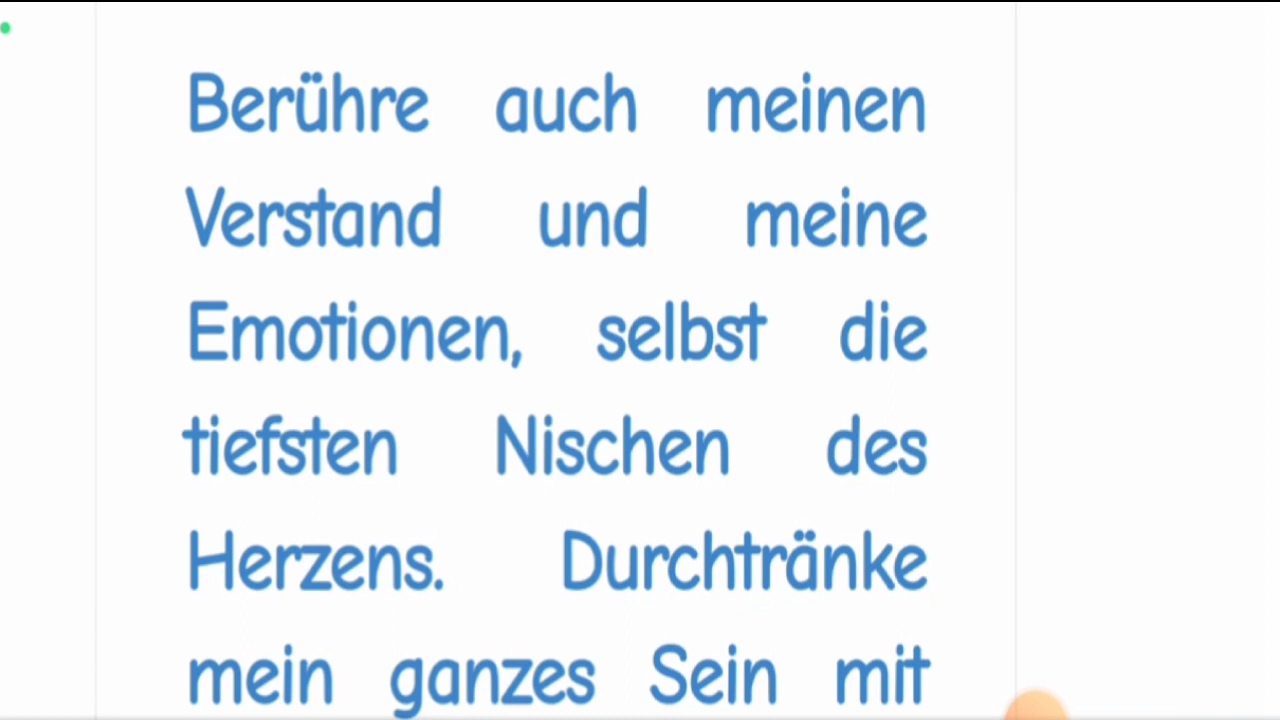 Berühre auch meinen
Verstand und meine
Emotionen, selbst die
tiefsten Nischen des
Herzens. Durchtränke
mein ganzes Sein mit